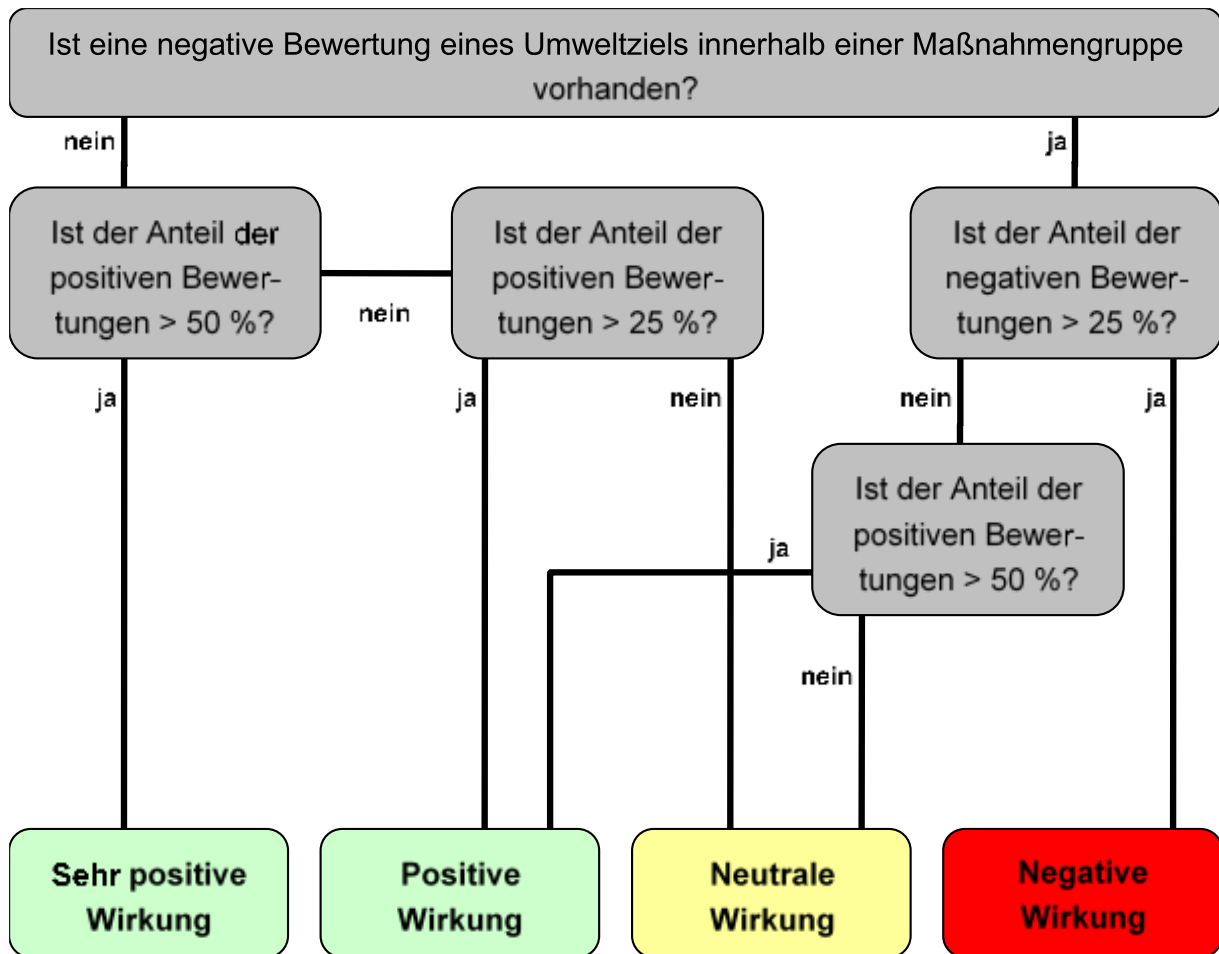 Ist eine negative Bewertung eines Umweltziels innerhalb einer Maßnahmengruppe
vorhanden?
nein
ja
Ist der Anteil der
positiven Bewer-
tungen > 50 %?
nein
Ist der Anteil der
positiven Bewer-
tungen > 25 %?
Ist der Anteil der
negativen Bewer-
tungen > 25 %?
ja
ja
nein
nein
ja
Ist der Anteil der
positiven Bewer-
tungen > 50 %?
ja
nein
Sehr positive
Wirkung
Positive
Wirkung
Neutrale
Wirkung
Negative
Wirkung